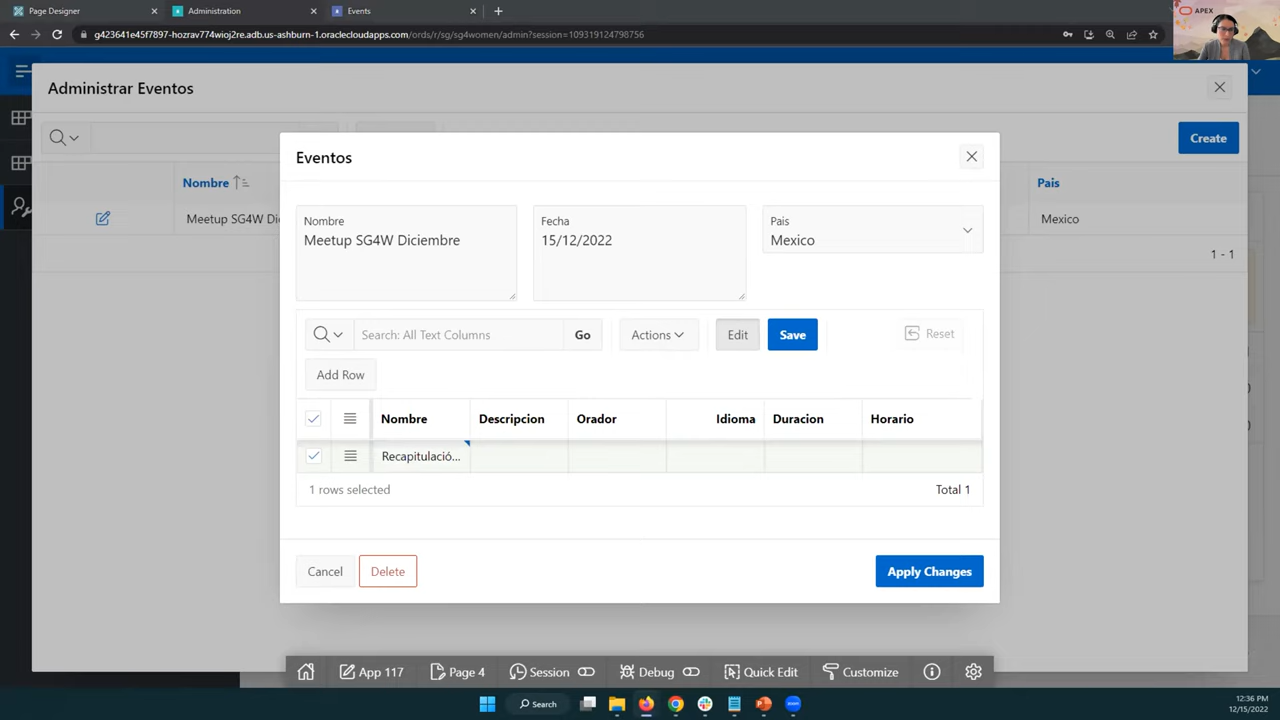 Page Designer
Administration
Events
g423641e45f7897-hozrav774wioj2re.adb.us-ashburn-1.oraclecloudapps.com/ords/r/sg/sg4women/admin?session=109319124798756
APEX
Administrar Eventos
Create
Nombre
Pais
Meetup SG4W Di
Mexico
1 - 1
Eventos
Nombre
Meetup SG4W Diciembre
Fecha
15/12/2022
Pais
Mexico
Search: All Text Columns
Go
Actions
Edit
Save
Reset
Add Row
Nombre Descripcion Orador Idioma Duracion Horario
Recapitulació...
1 rows selected
Total 1
Cancel
Delete
Apply Changes
App 117
Page 4
Session
Debug
Quick Edit
Customize
Search
12:36 PM
12/15/2022